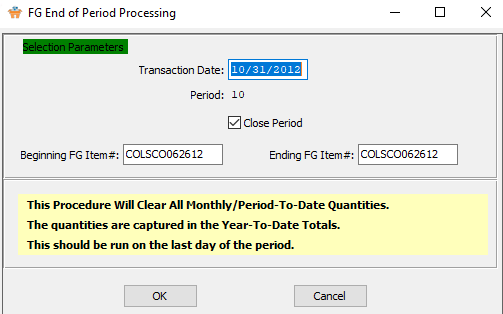 FG End of Period Processing
Selection Parameters
Transaction Date: 10/31/2012
Period: 10
Close Period
Beginning FG Item#: COLSCO062612 Ending FG Item#: COLSCO062612
This Procedure Will Clear All Monthly/Period-To-Date Quantities.
The quantities are captured in the Year-To-Date Totals.
This should be run on the last day of the period.
OK Cancel